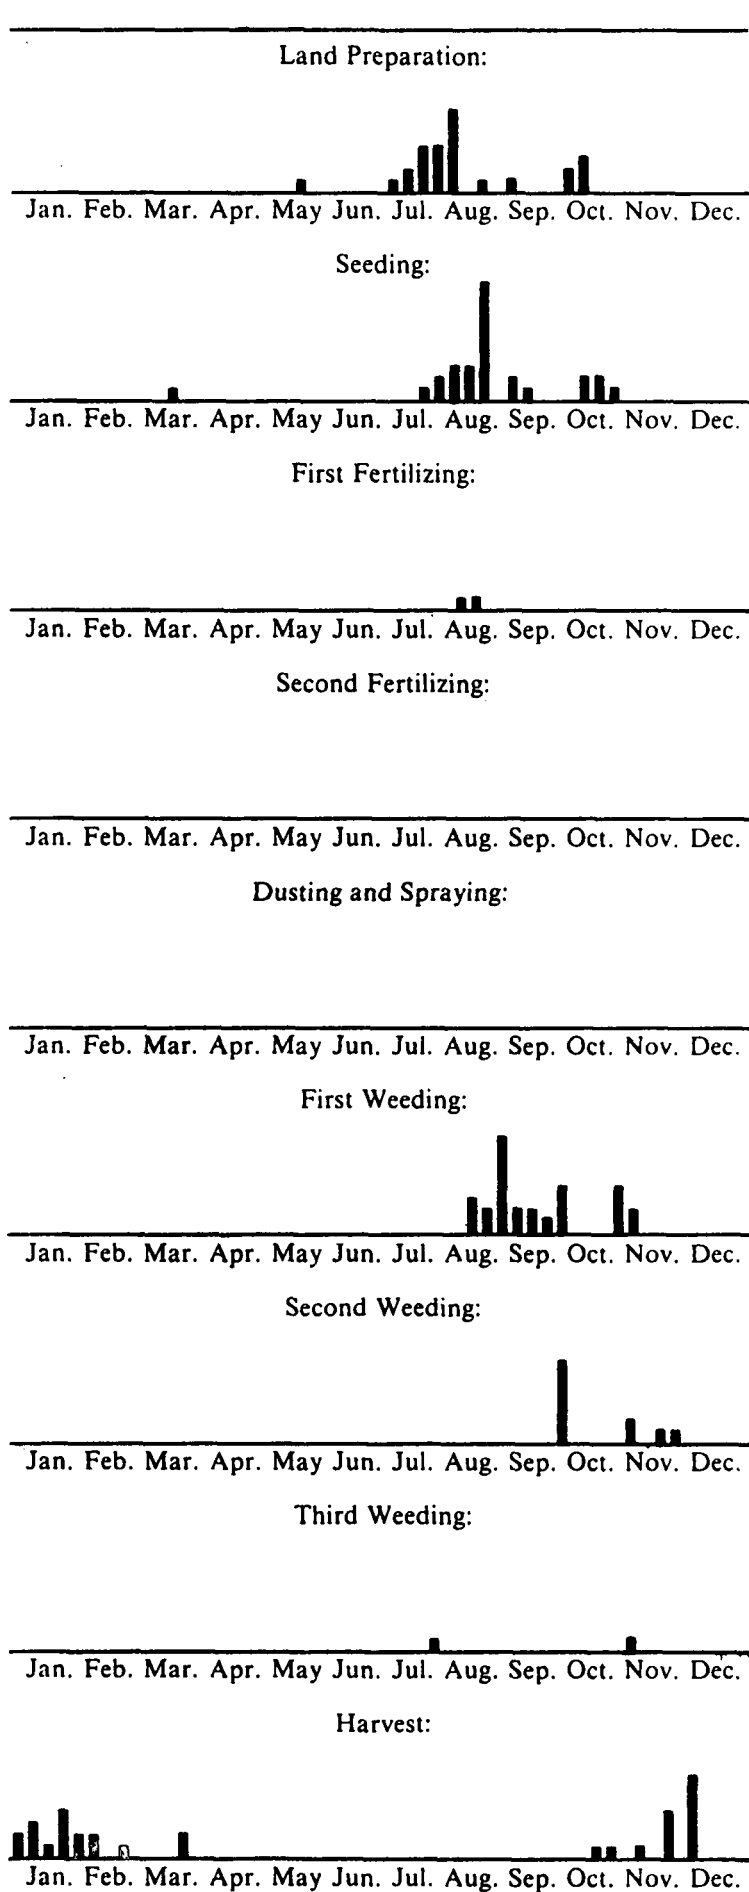 Land Preparation:
Jan. Feb. Mar. Apr. May Jun. Jul. Aug. Sep. Oct. Nov. Dec.
Seeding:
Jan. Feb. Mar. Apr. May Jun. Jul. Aug. Sep. Oct. Nov. Dec.
First Fertilizing:
Jan. Feb. Mar. Apr. May Jun. Jul. Aug. Sep. Oct. Nov. Dec.
Second Fertilizing:
Jan. Feb. Mar. Apr. May Jun. Jul. Aug. Sep. Oct. Nov. Dec.
Dusting and Spraying:
Jan. Feb. Mar. Apr. May Jun. Jul. Aug. Sep. Oct. Nov. Dec.
First Weeding:
Jan. Feb. Mar. Apr. May Jun. Jul. Aug. Sep. Oct. Nov. Dec.
Second Weeding:
Jan. Feb. Mar. Apr. May Jun. Jul. Aug. Sep. Oct. Nov. Dec.
Third Weeding:
Jan. Feb. Mar. Apr. May Jun. Jul. Aug. Sep. Oct. Nov. Dec.
Harvest:
Jan. Feb. Mar. Apr. May Jun. Jul. Aug. Sep. Oct. Nov. Dec.